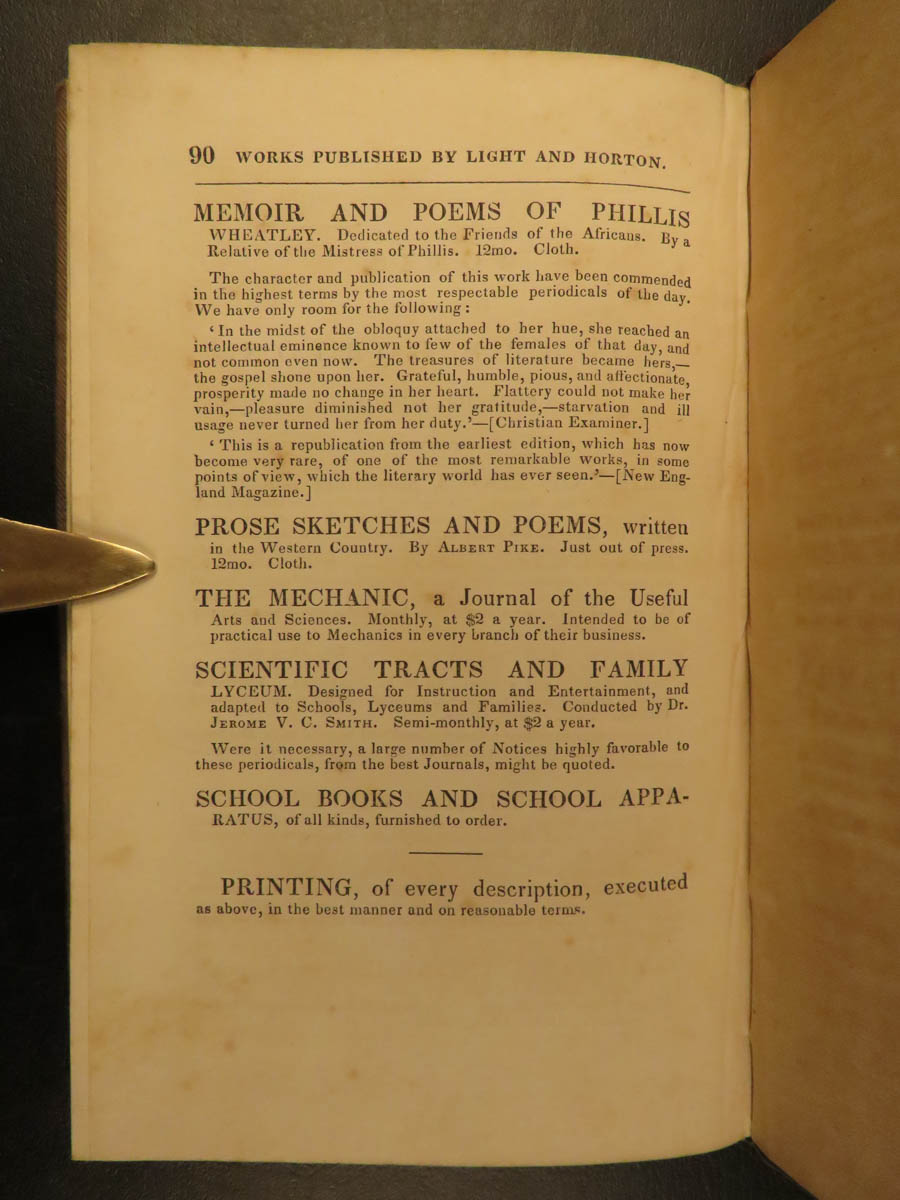 90 WORKS PUBLISHED BY LIGHT AND HORTON.
MEMOIR AND POEMS OF PHILLIS
WHEATLEY. Dedicated to the Friends of the Africans. By a
Relative of the Mistress of Phillis. 12mo. Cloth.
The character and publication of this work have been commended
in the highest terms by the most respectable periodicals of the day.
We have only room for the following :
‘ In the midst of the obloquy attached to her hue, she reached an
intellectual eminence known to few of the females of that day, and
not common even now. The treasures of literature became hers,—
the gospel shone upon her. Grateful, humble, pious, and affectionate,
prosperity made no change in her heart. Flattery could not make her
vain,—pleasure diminished not her gratitude,—starvation and ill
usage never turned her from her duty.’—[Christian Examiner.]
‘ This is a republication from the earliest edition, which has now
become very rare, of one of the most remarkable works, in some
points of view, which the literary world has ever seen.’—[New Eng-
land Magazine.]
PROSE SKETCHES AND POEMS, written
in the Western Country. By ALBERT PIKE. Just out of press.
12mo. Cloth.
THE MECHANIC, a Journal of the Useful
Arts and Sciences. Monthly, at $2 a year. Intended to be of
practical use to Mechanics in every branch of their business.
SCIENTIFIC TRACTS AND FAMILY
LYCEUM. Designed for Instruction and Entertainment, and
adapted to Schools, Lyceums and Families. Conducted by Dr.
JEROME V. C. SMITH. Semi-monthly, at $2 a year.
Were it necessary, a large number of Notices highly favorable to
these periodicals, from the best Journals, might be quoted.
SCHOOL BOOKS AND SCHOOL APPA-
RATUS, of all kinds, furnished to order.
PRINTING, of every description, executed
as above, in the best manner and on reasonable terms.